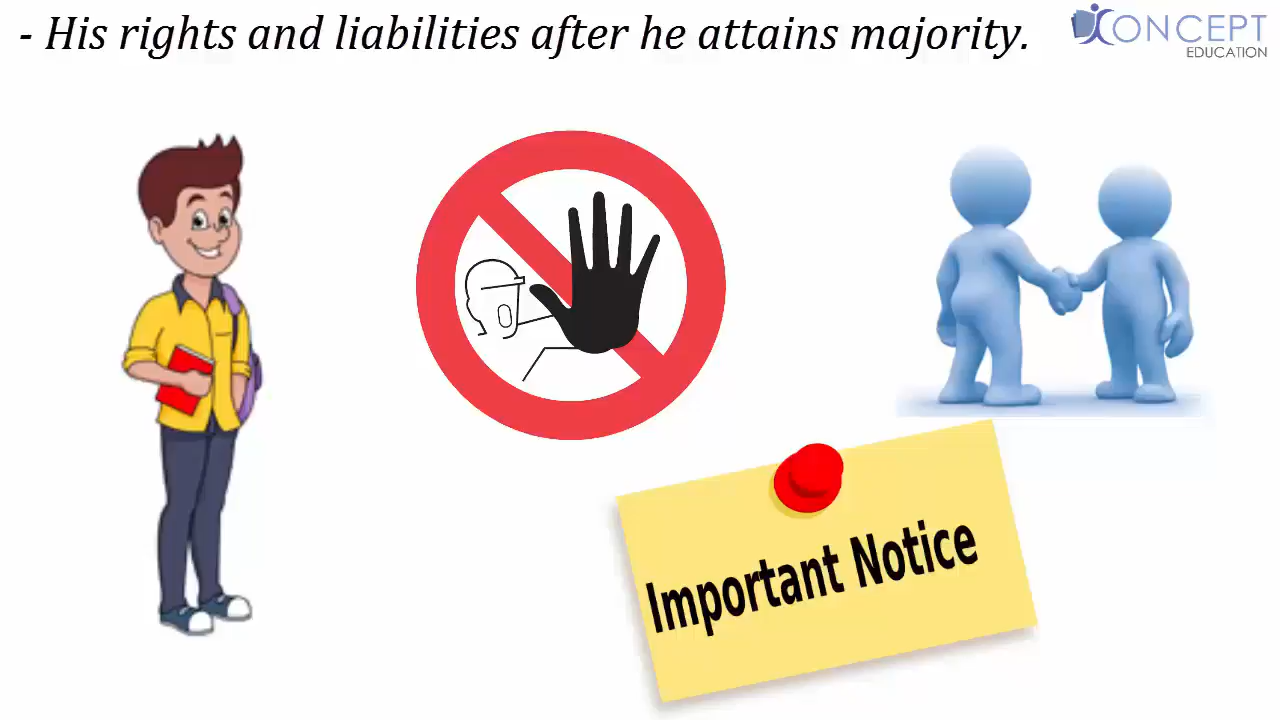 - His rights and liabilities after he attains majority.
CONCEPT
EDUCATION
Important Notice